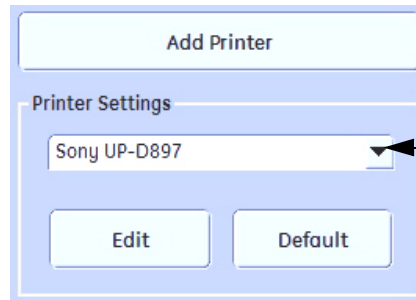 Add Printer
Printer Settings
Sony UP-D897
Edit Default